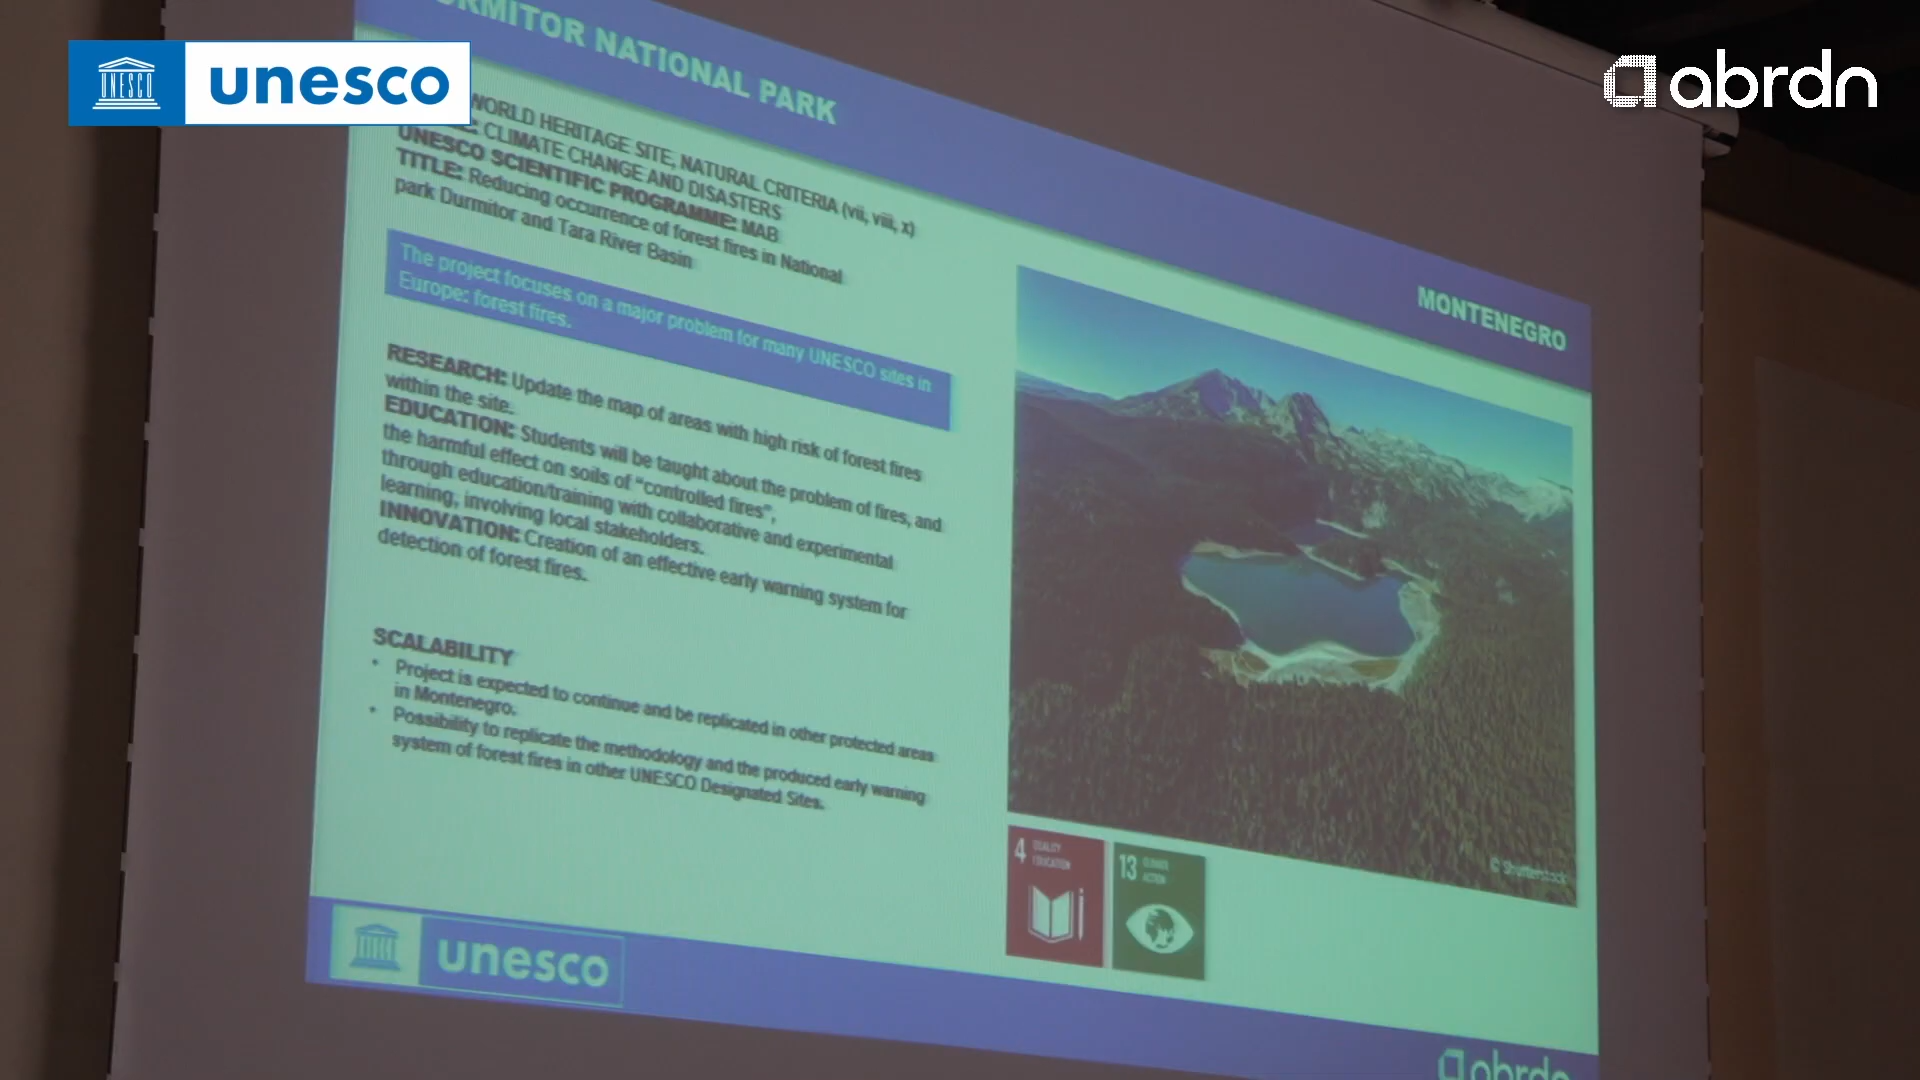 unesco
abrdn
RMITOR NATIONAL PARK
MONTENEGRO
WORLD HERITAGE SITE, NATURAL CRITERIA (vii, viii, x)
CLIMATE CHANGE AND DISASTERS
UNESCO SCIENTIFIC PROGRAMME: MAB
TITLE: Reducing occurrence of forest fires in National
park Durmitor and Tara River Basin
The project focuses on a major problem for many UNESCO sites in
Europe: forest fires.
RESEARCH: Update the map of areas with high risk of forest fires
within the site.
EDUCATION: Students will be taught about the problem of fires, and
the harmful effect on soils of "controlled fires",
through education/training with collaborative and experimental
learning, involving local stakeholders.
INNOVATION: Creation of an effective early warning system for
detection of forest fires.
SCALABILITY
• Project is expected to continue and be replicated in other protected areas
in Montenegro.
• Possibility to replicate the methodology and the produced early warning
system of forest fires in other UNESCO Designated Sites.
© Shutterstock
4 QUALITY
EDUCATION
13 CLIMATE
ACTION
unesco
abrdn